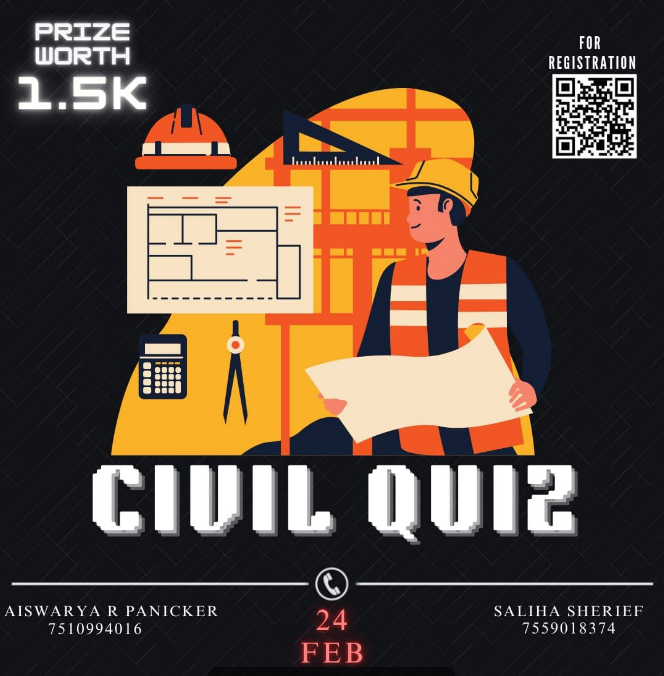 PRIZE
WORTH
1.5K
FOR
REGISTRATION
CIVIL QUIZ
AISWARYA R PANICKER
7510994016
24
FEB
SALIHA SHERIEF
7559018374